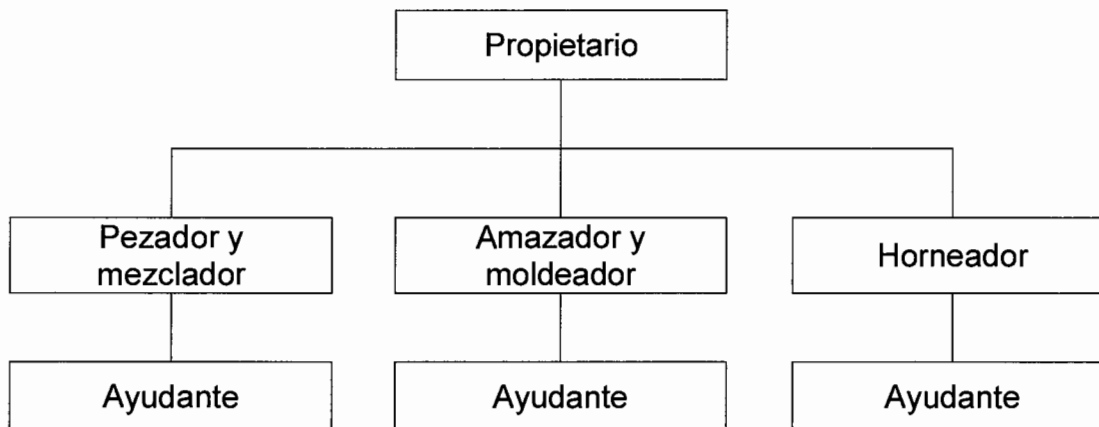 Propietario
Pezador y
mezclador
Amazador y
moldeador
Horneador
Ayudante
Ayudante
Ayudante